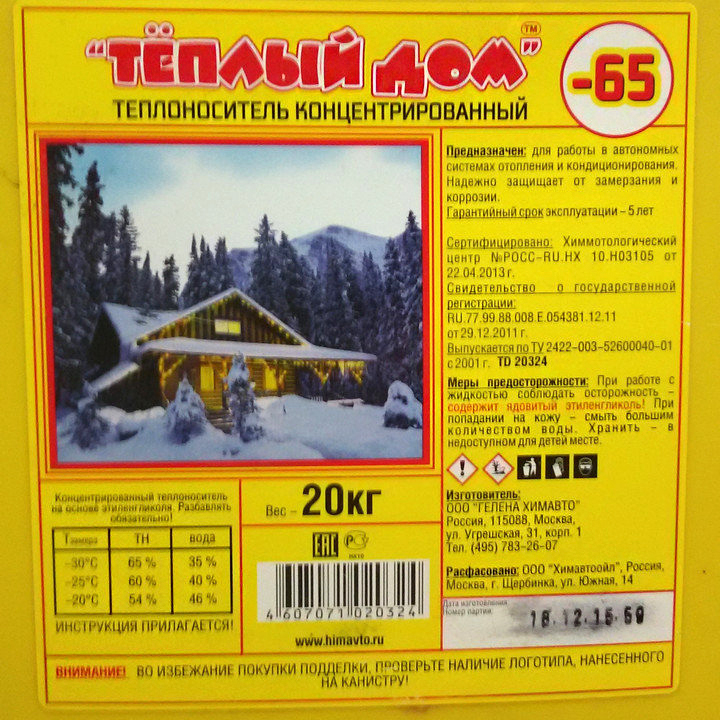 “ТЁПЛЫЙ ДОМ”™
ТЕПЛОНОСИТЕЛЬ КОНЦЕНТРИРОВАННЫЙ
-65
Предназначен: для работы в автономных
системах отопления и кондиционирования.
Надежно защищает от замерзания и
коррозии.
Гарантийный срок эксплуатации – 5 лет
Сертифицировано: Химмотологический
центр №РОСС-RU.HX 10.H03105 от
22.04.2013 г.
Свидетельство о государственной
регистрации:
RU.77.99.88.008.Е.054381.12.11
от 29.12.2011 г.
Выпускается по ТУ 2422-003-52600040-01
с 2001 г. TD 20324
Меры предосторожности: При работе с
жидкостью соблюдать осторожность -
содержит ядовитый этиленгликоль! При
попадании на кожу – смыть большим
количеством воды. Хранить – в
недоступном для детей месте.
Изготовитель:
ООО "ГЕЛЕНА ХИМАВТО"
Россия, 115088, Москва,
ул. Угрешская, 31, корп. 1
Тел. (495) 783-26-07
Расфасовано: ООО "Химавтоойл", Россия,
Москва, г. Щербинка, ул. Южная, 14
Дата изготовления
Номер партии:
Концентрированный теплоноситель
на основе этиленгликоля. Разбавлять
обязательно!
Tзамерз ТН вода
-30°С 65 % 35 %
-25°С 60 % 40 %
-20°С 54 % 46 %
ИНСТРУКЦИЯ ПРИЛАГАЕТСЯ!
Вес – 20кг
ЕАС
4 607071 020324
www.himavto.ru
ВНИМАНИЕ! ВО ИЗБЕЖАНИЕ ПОКУПКИ ПОДДЕЛКИ, ПРОВЕРЬТЕ НАЛИЧИЕ ЛОГОТИПА, НАНЕСЕННОГО
НА КАНИСТРУ!